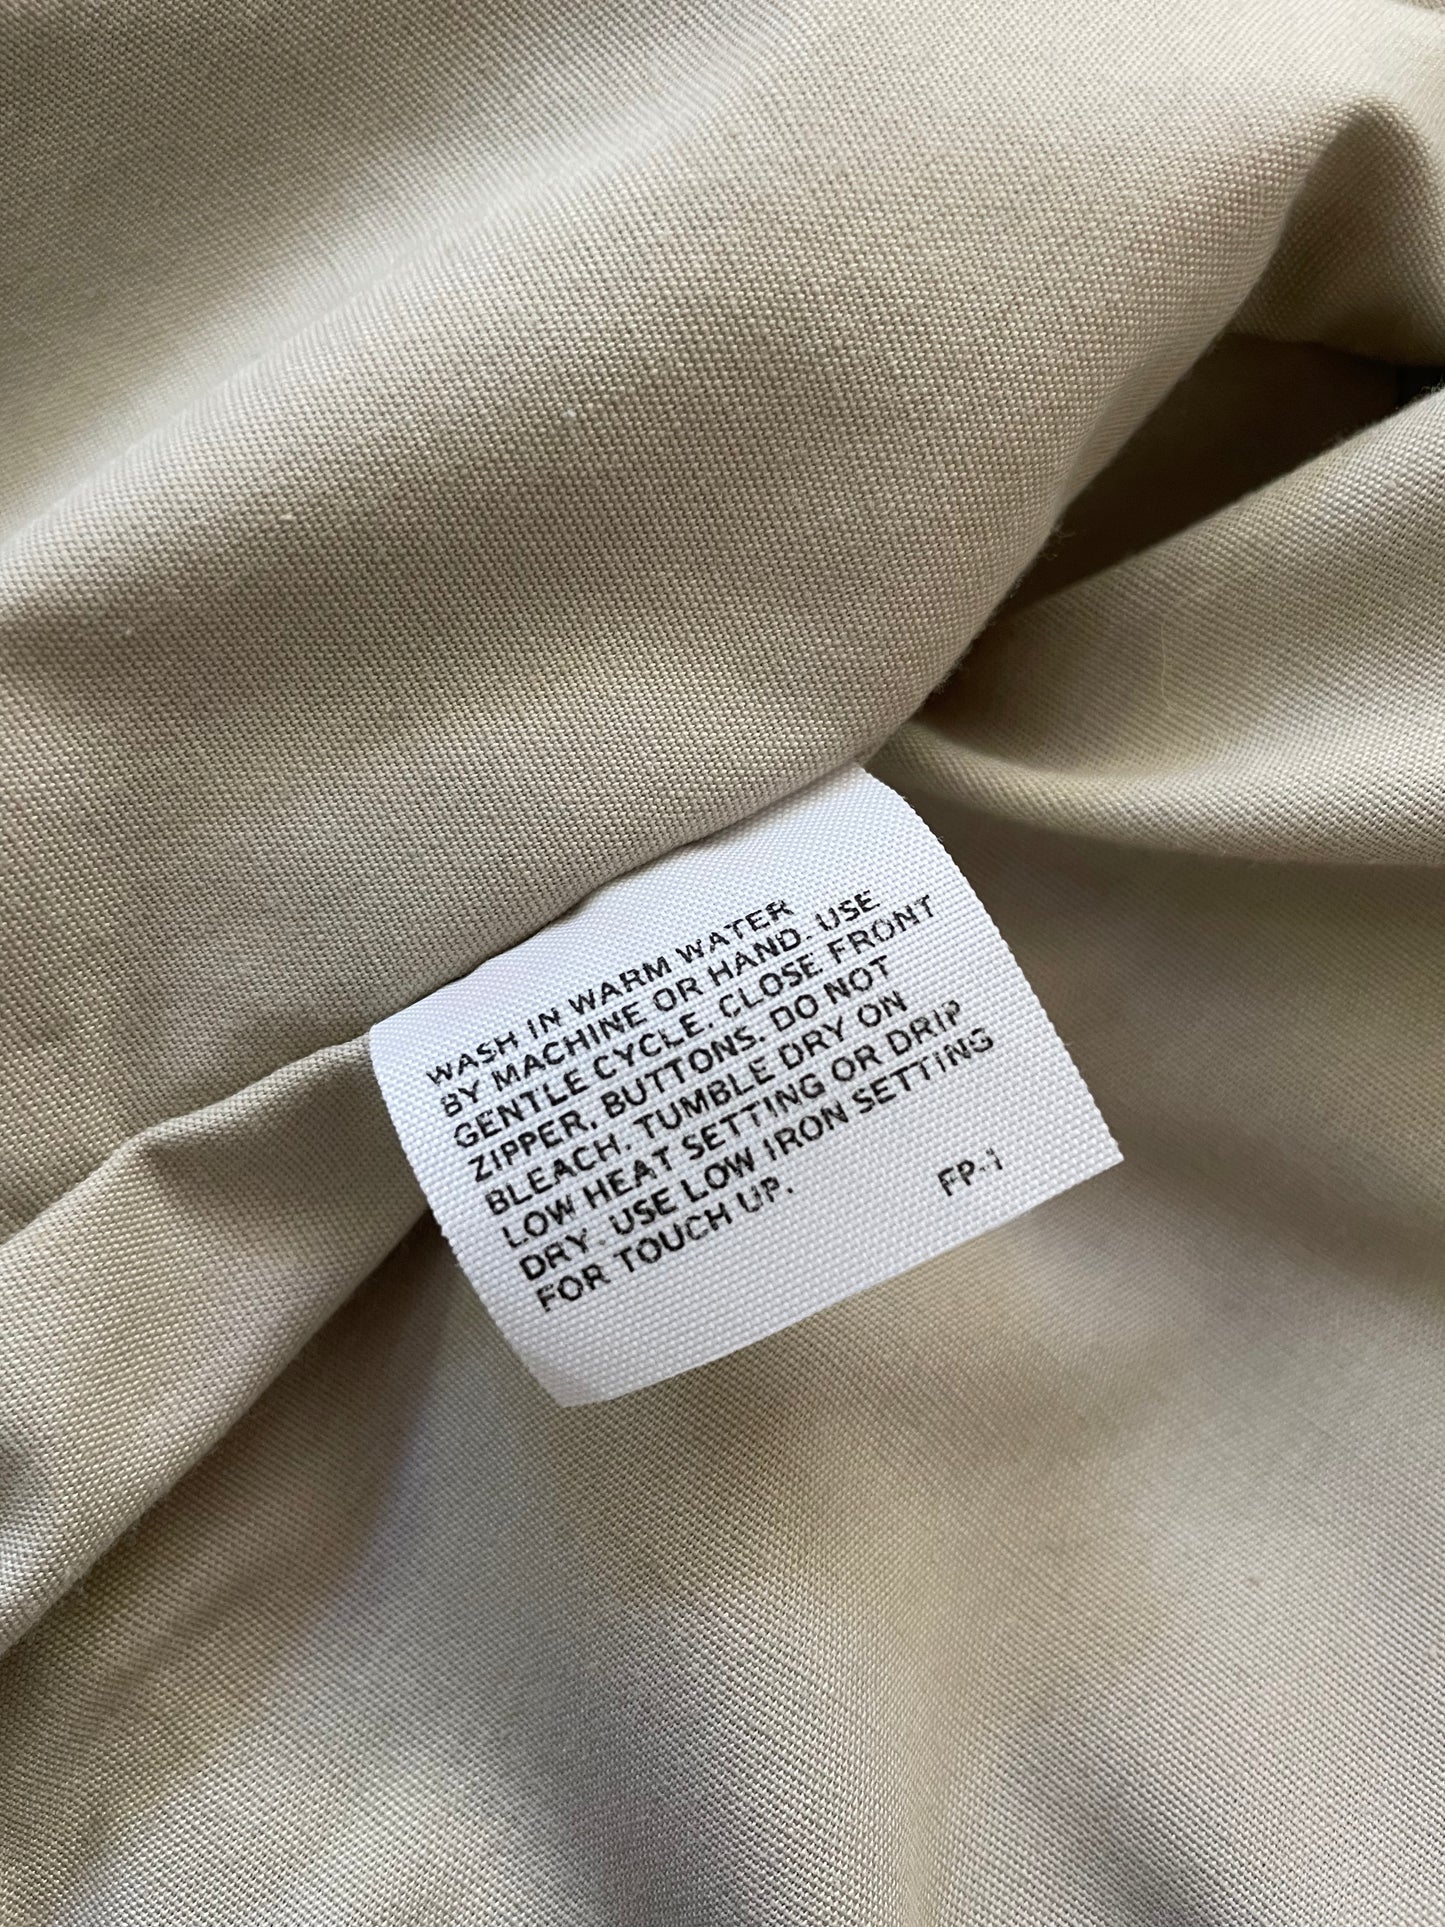 WASH IN WARM WATER
BY MACHINE OR HAND. USE
GENTLE CYCLE. CLOSE FRONT
ZIPPER, BUTTONS. DO NOT
BLEACH. TUMBLE DRY ON
LOW HEAT SETTING OR DRIP
DRY. USE LOW IRON SETTING
FOR TOUCH UP.
FP-1